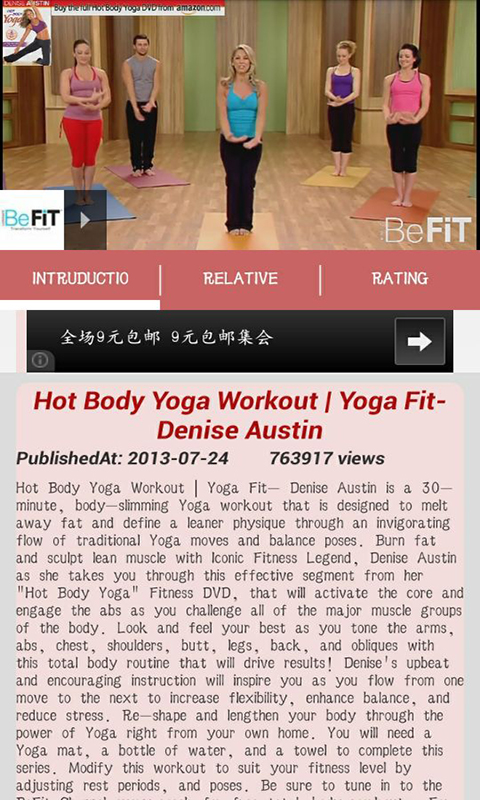 DENISE AUSTIN
Buy the full Hot Body Yoga DVD from amazon.com
Yoga
BeFiT
Transform Yourself
BeFiT
INTRUDUCTIO
RELATIVE
RATING
全场9元包邮 9元包邮集会
Hot Body Yoga Workout | Yoga Fit-
Denise Austin
PublishedAt: 2013-07-24 763917 views
Hot Body Yoga Workout | Yoga Fit— Denise Austin is a 30—
minute, body—slimming Yoga workout that is designed to melt
away fat and define a leaner physique through an invigorating
flow of traditional Yoga moves and balance poses. Burn fat
and sculpt lean muscle with Iconic Fitness Legend, Denise Austin
as she takes you through this effective segment from her
"Hot Body Yoga" Fitness DVD, that will activate the core and
engage the abs as you challenge all of the major muscle groups
of the body. Look and feel your best as you tone the arms,
abs, chest, shoulders, butt, legs, back, and obliques with
this total body routine that will drive results! Denise's upbeat
and encouraging instruction will inspire you as you flow from one
move to the next to increase flexibility, enhance balance, and
reduce stress. Re—shape and lengthen your body through the
power of Yoga right from your own home. You will need a
Yoga mat, a bottle of water, and a towel to complete this
series. Modify this workout to suit your fitness level by
adjusting rest periods, and poses. Be sure to tune in to the